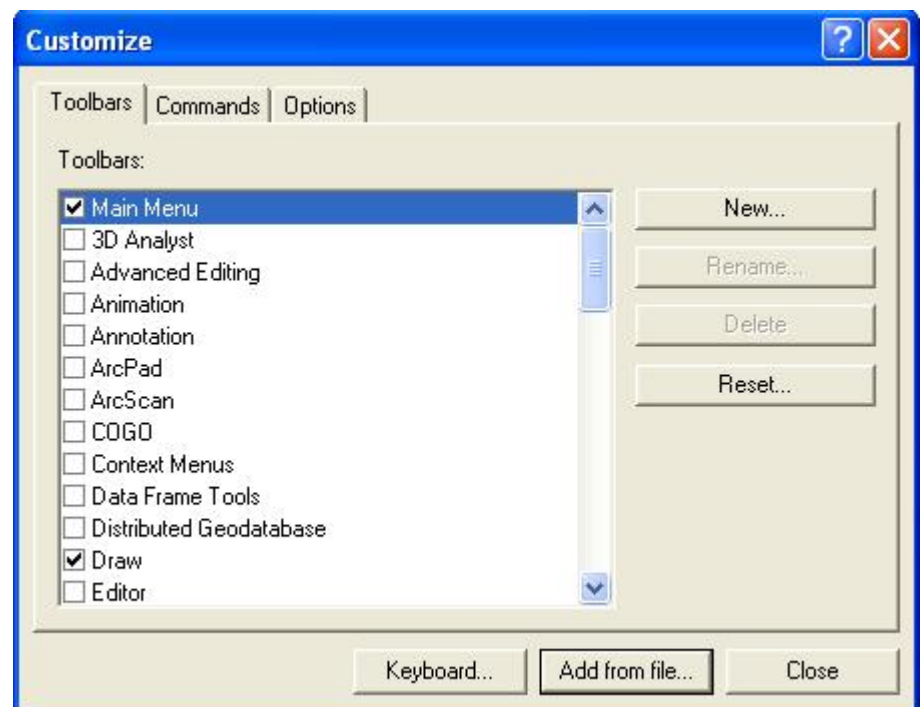 Customize
Toolbars Commands Options
Toolbars:
Main Menu
3D Analyst
Advanced Editing
Animation
Annotation
ArcPad
ArcScan
COGO
Context Menus
Data Frame Tools
Distributed Geodatabase
Draw
Editor
New...
Rename...
Delete
Reset...
Keyboard... Add from file... Close